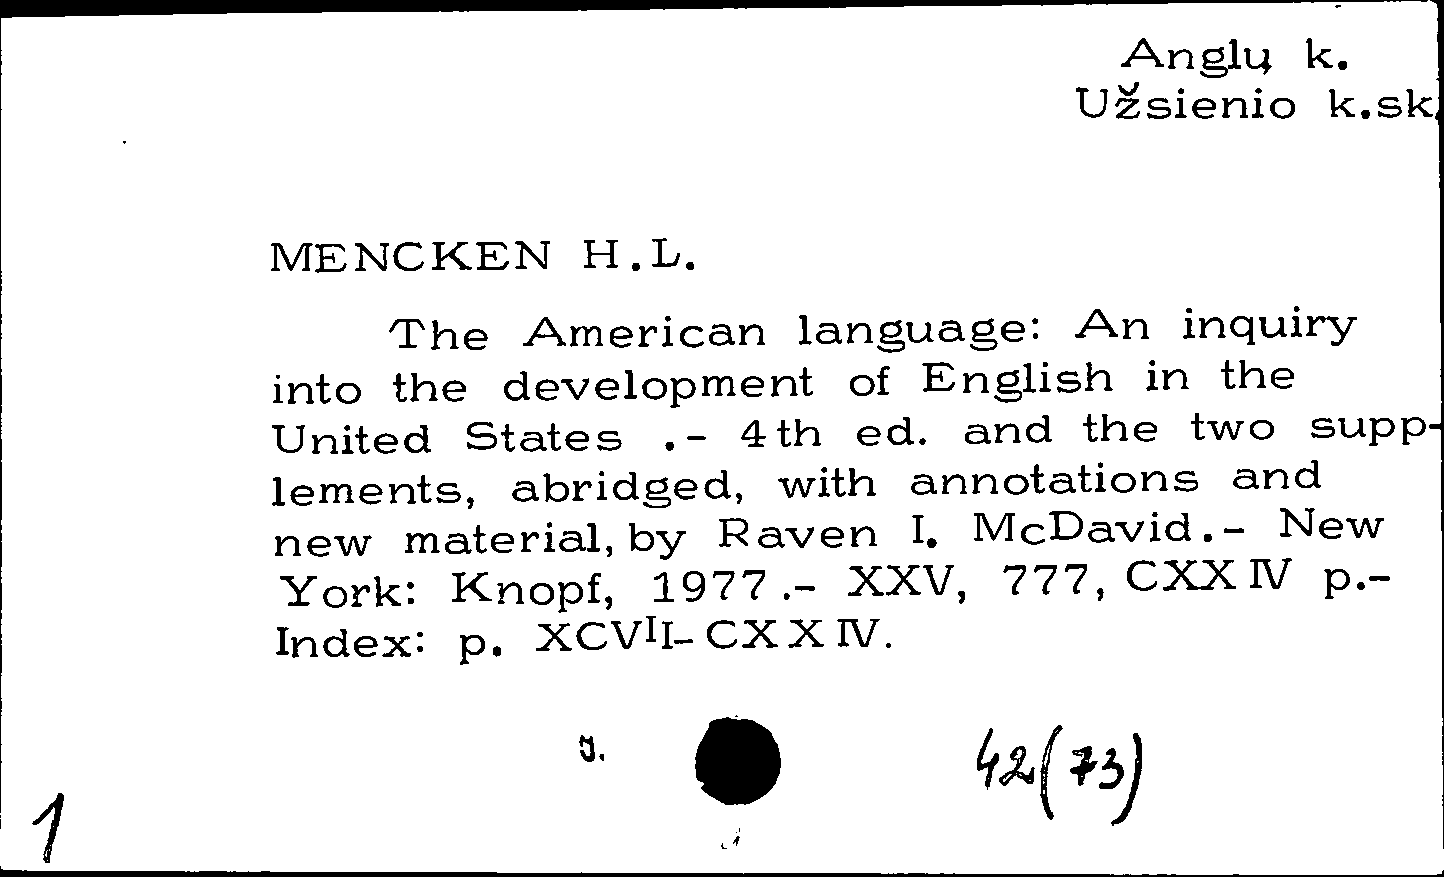 Anglų k.
Užsienio k.sk.
MENCKEN H.L.
The American language: An inquiry
into the development of English in the
United States .- 4th ed. and the two supp-
lements, abridged, with annotations and
new material, by Raven I. McDavid.- New
York: Knopf, 1977.- XXV, 777, CXXIV p.-
Index: p. XCVII-CXXIV.
42(73)
1